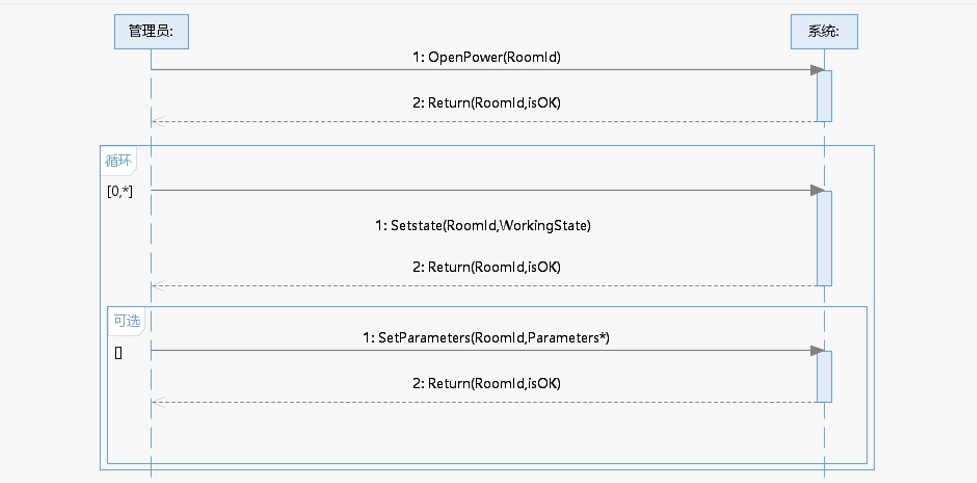 管理员:
系统:
1: OpenPower(RoomId)
2: Return(RoomId,isOK)
循环
[0,*]
1: Setstate(RoomId,WorkingState)
2: Return(RoomId,isOK)
可选
1: SetParameters(RoomId,Parameters*)
[]
2: Return(RoomId,isOK)